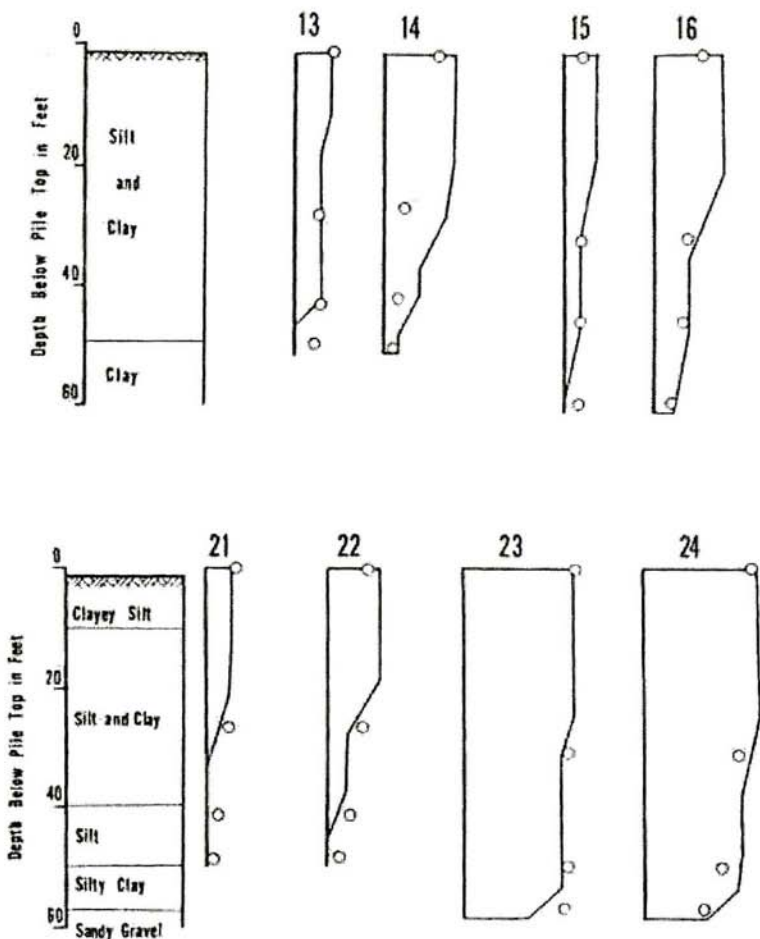 13 14 15 16
0
20
40
60
Depth Below Pile Top in Feet
Silt
and
Clay
Clay
21 22 23 24
0
20
40
60
Depth Below Pile Top in Feet
Clayey Silt
Silt and Clay
Silt
Silty Clay
Sandy Gravel